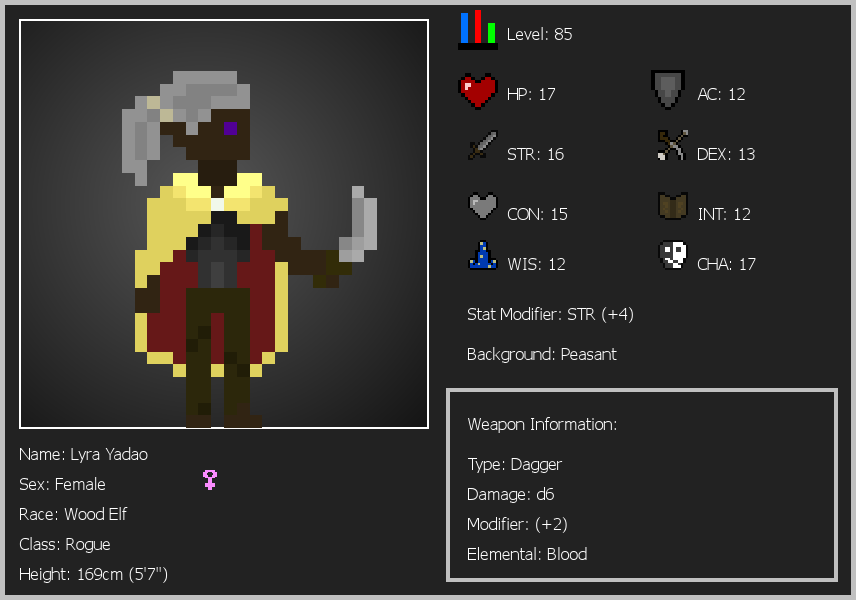 Level: 85
HP: 17
AC: 12
STR: 16
DEX: 13
CON: 15
INT: 12
WIS: 12
CHA: 17
Stat Modifier: STR (+4)
Background: Peasant
Weapon Information:
Type: Dagger
Damage: d6
Modifier: (+2)
Elemental: Blood
Name: Lyra Yadao
Sex: Female
Race: Wood Elf
Class: Rogue
Height: 169cm (5'7")